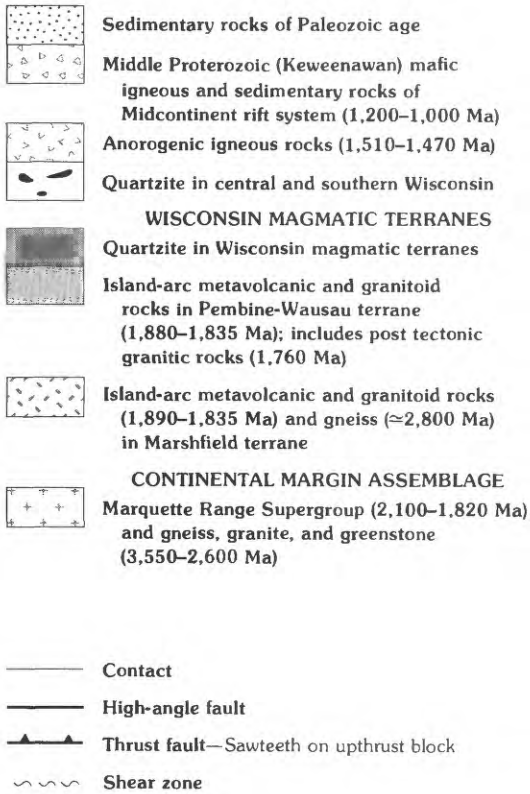 Sedimentary rocks of Paleozoic age
Middle Proterozoic (Keweenawan) mafic
igneous and sedimentary rocks of
Midcontinent rift system (1,200–1,000 Ma)
Anorogenic igneous rocks (1,510–1,470 Ma)
Quartzite in central and southern Wisconsin
WISCONSIN MAGMATIC TERRANES
Quartzite in Wisconsin magmatic terranes
Island-arc metavolcanic and granitoid
rocks in Pembine-Wausau terrane
(1,880–1,835 Ma); includes post tectonic
granitic rocks (1,760 Ma)
Island-arc metavolcanic and granitoid rocks
(1,890–1,835 Ma) and gneiss (≃2,800 Ma)
in Marshfield terrane
CONTINENTAL MARGIN ASSEMBLAGE
Marquette Range Supergroup (2,100–1,820 Ma)
and gneiss, granite, and greenstone
(3,550–2,600 Ma)
Contact
High-angle fault
Thrust fault—Sawteeth on upthrust block
Shear zone